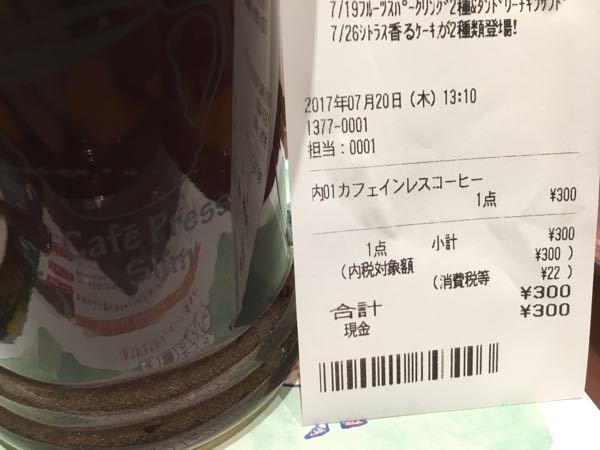 7/19フルーツスパークリング2種&タンドリーチキンサンド
7/26シトラス香るケーキが2種類登場!
2017年07月20日(木)13:10
1377-0001
担当:0001
内01カフェインレスコーヒー
1点 ¥300
1点 小計 ¥300
(内税対象額 ¥300)
(消費税等 ¥22)
合計 ¥300
現金 ¥300
Café Press
Slim